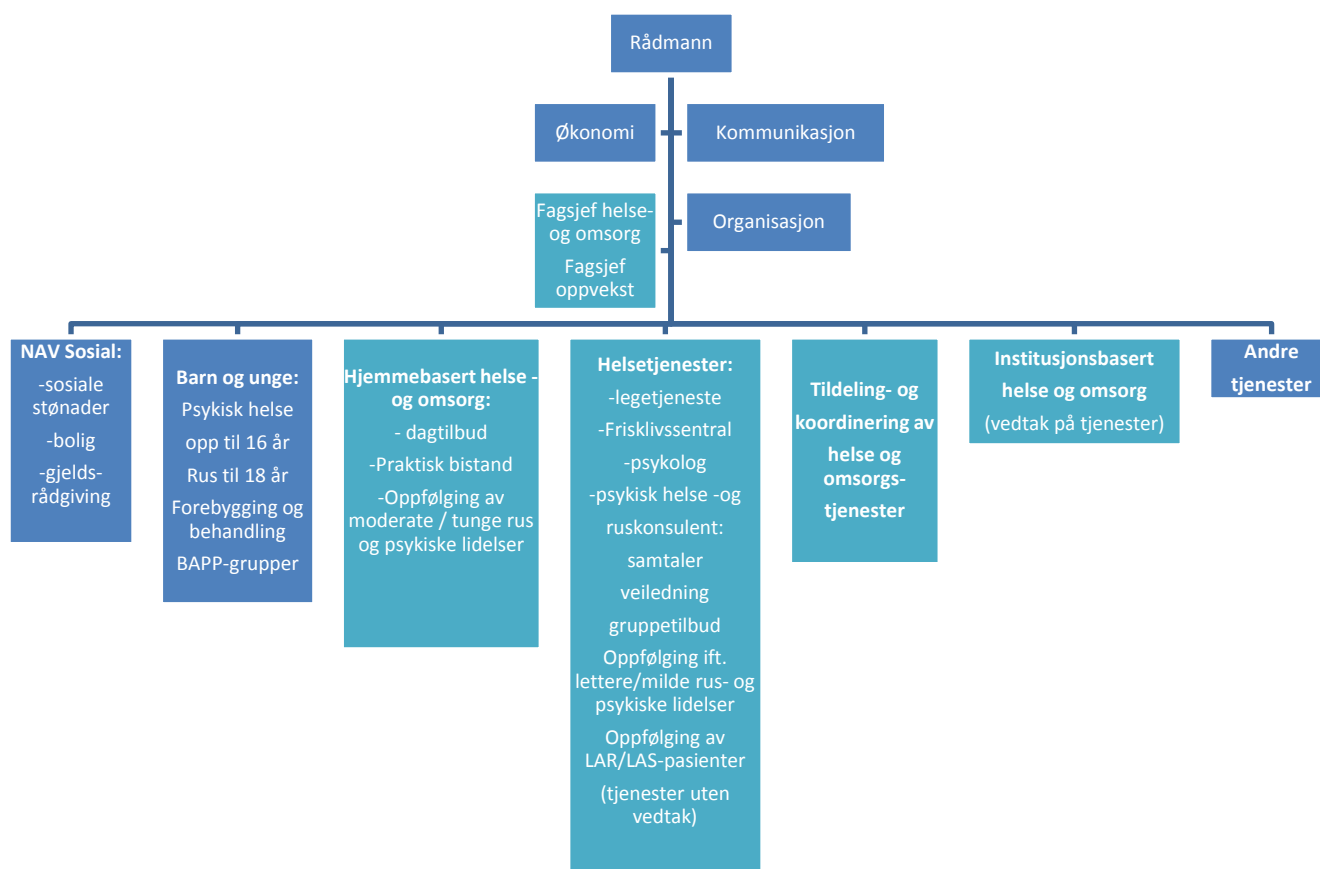 Rådmann
Økonomi
Kommunikasjon
Fagsjef helse-
og omsorg
Fagsjef
oppvekst
Organisasjon
NAV Sosial:
-sosiale
stønader
-bolig
-gjelds-
rådgiving
Barn og unge:
Psykisk helse
opp til 16 år
Rus til 18 år
Forebygging og
behandling
BAPP-grupper
Hjemmebasert helse -
og omsorg:
- dagtilbud
-Praktisk bistand
-Oppfølging av
moderate / tunge rus
og psykiske lidelser
Helsetjenester:
-legetjeneste
-Frisklivssentral
-psykolog
-psykisk helse -og
ruskonsulent:
samtaler
veiledning
gruppetilbud
Oppfølging ift.
lettere/milde rus- og
psykiske lidelser
Oppfølging av
LAR/LAS-pasienter
(tjenester uten
vedtak)
Tildeling- og
koordinering av
helse og
omsorgs-
tjenester
Institusjonsbasert
helse og omsorg
(vedtak på tjenester)
Andre
tjenester